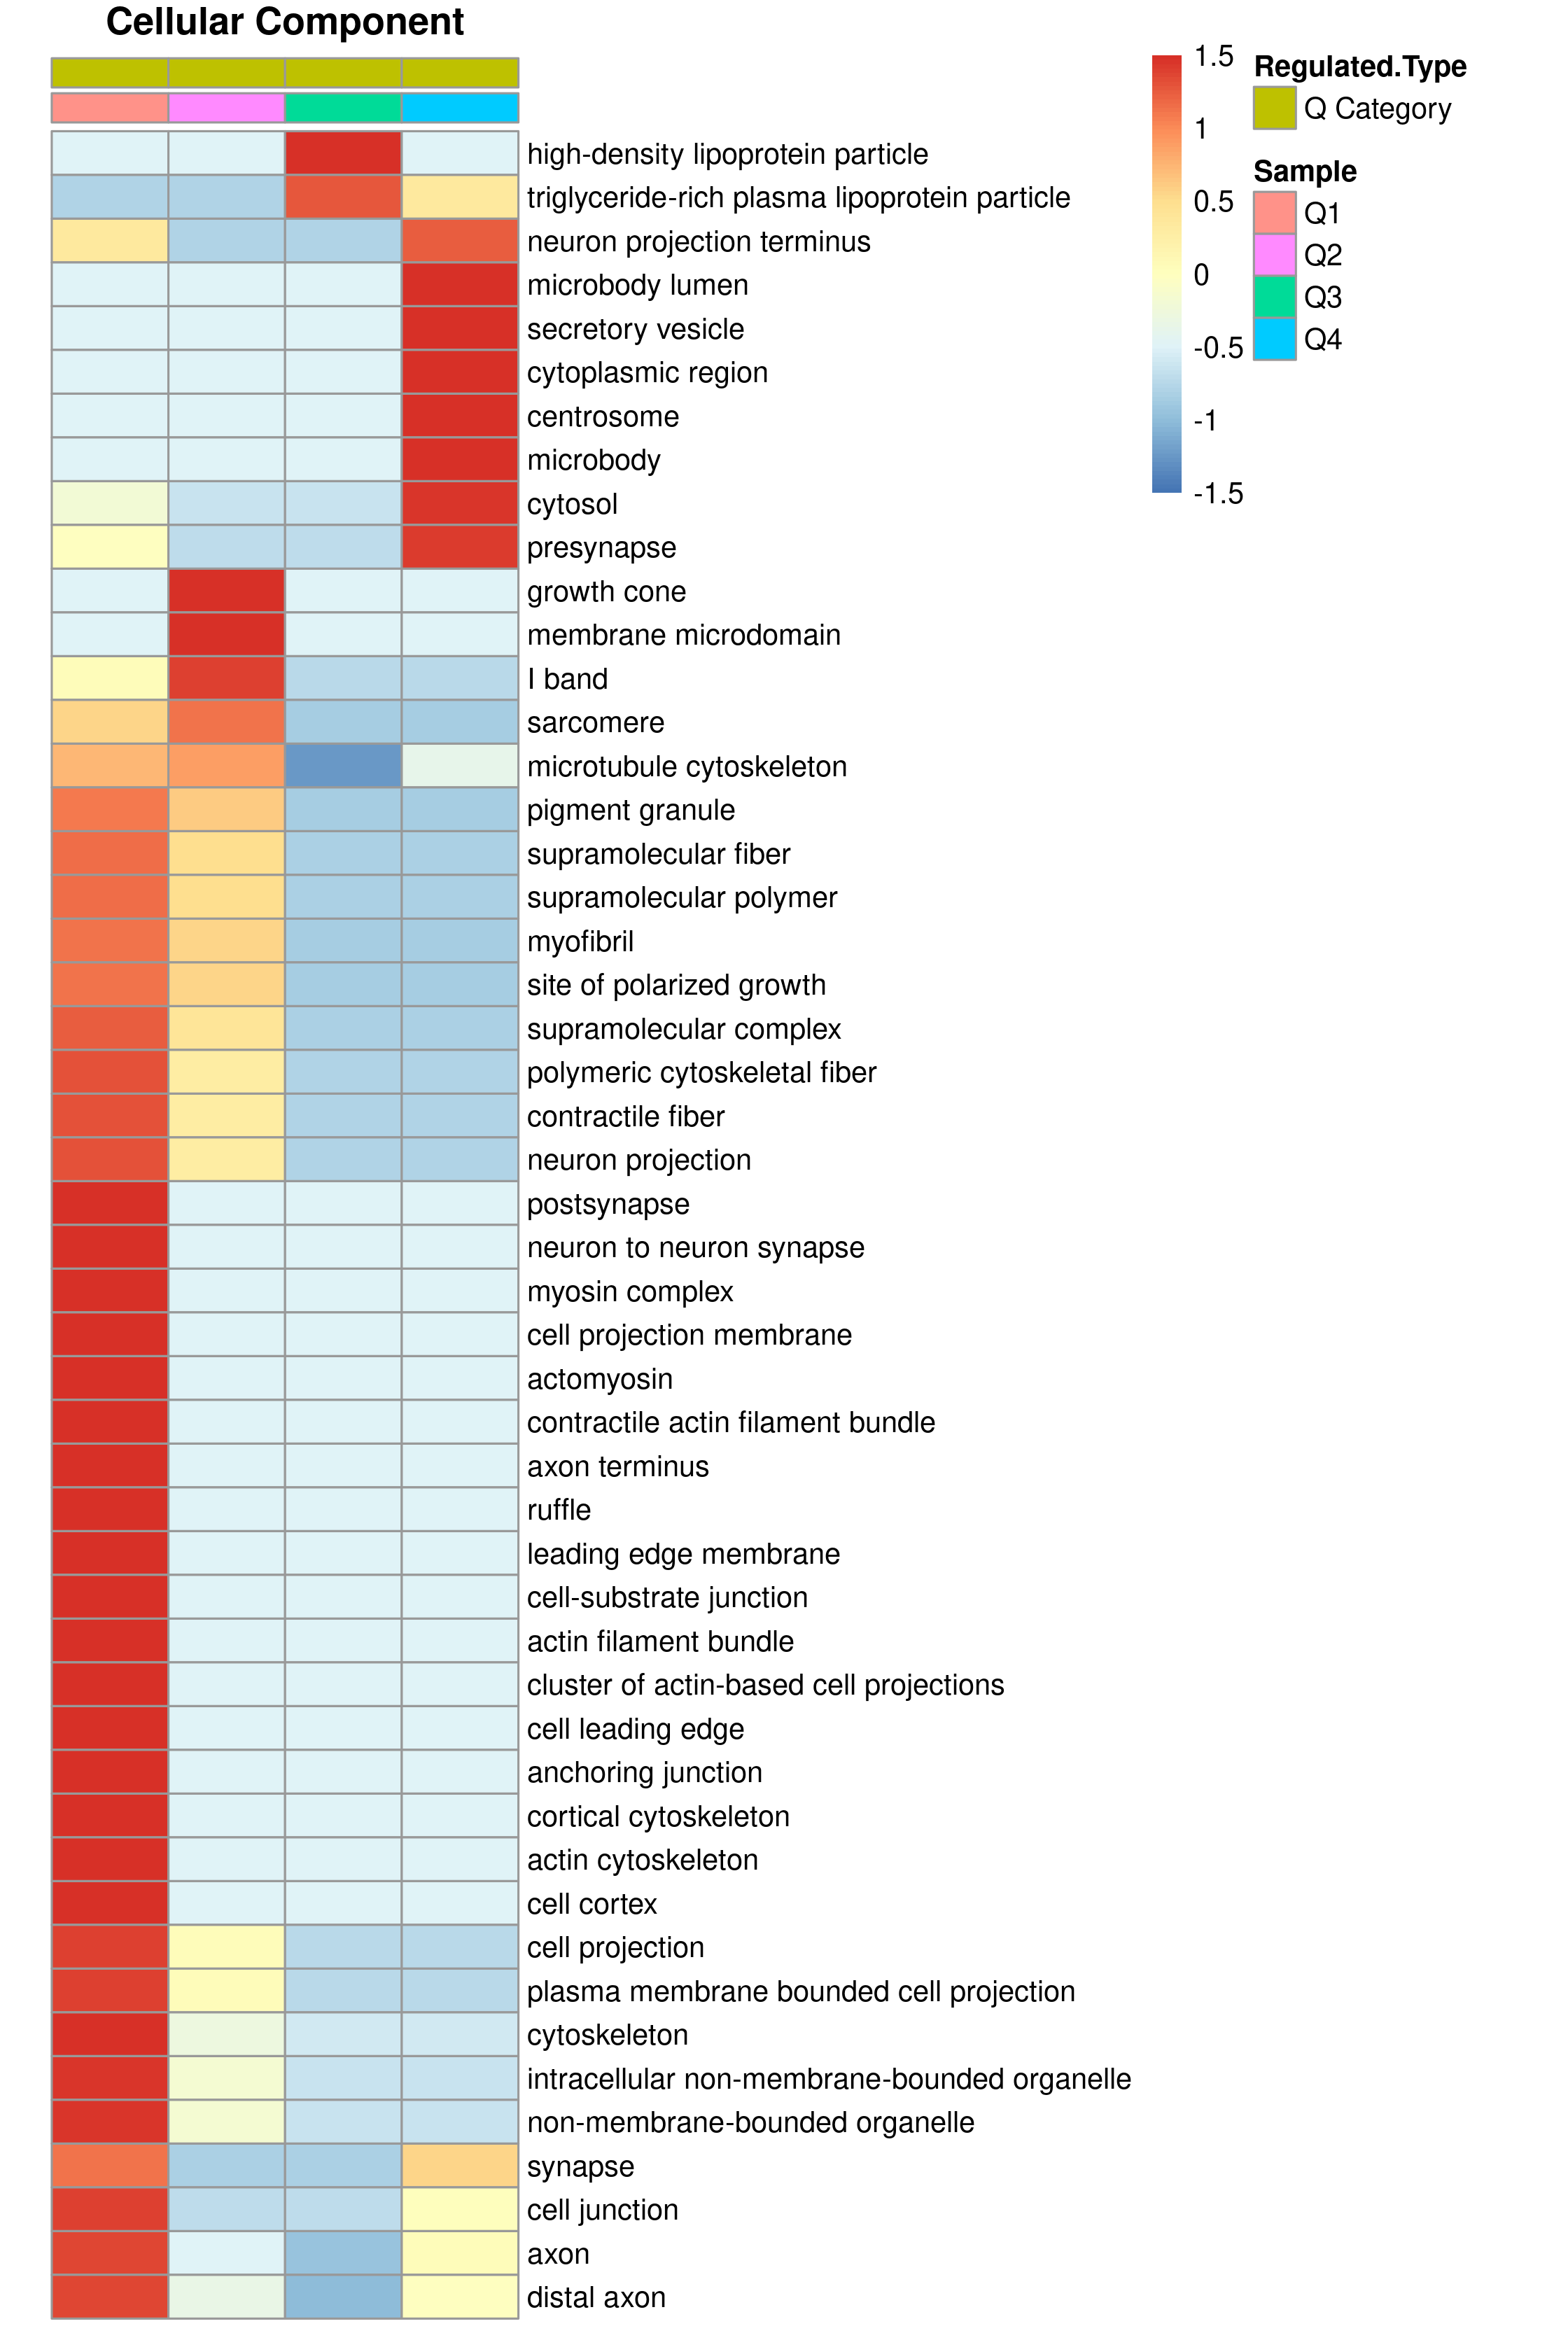 Cellular Component
1.5
1
0.5
0
-0.5
-1
-1.5
Regulated.Type
Q Category
Sample
Q1
Q2
Q3
Q4
high-density lipoprotein particle
triglyceride-rich plasma lipoprotein particle
neuron projection terminus
microbody lumen
secretory vesicle
cytoplasmic region
centrosome
microbody
cytosol
presynapse
growth cone
membrane microdomain
I band
sarcomere
microtubule cytoskeleton
pigment granule
supramolecular fiber
supramolecular polymer
myofibril
site of polarized growth
supramolecular complex
polymeric cytoskeletal fiber
contractile fiber
neuron projection
postsynapse
neuron to neuron synapse
myosin complex
cell projection membrane
actomyosin
contractile actin filament bundle
axon terminus
ruffle
leading edge membrane
cell-substrate junction
actin filament bundle
cluster of actin-based cell projections
cell leading edge
anchoring junction
cortical cytoskeleton
actin cytoskeleton
cell cortex
cell projection
plasma membrane bounded cell projection
cytoskeleton
intracellular non-membrane-bounded organelle
non-membrane-bounded organelle
synapse
cell junction
axon
distal axon